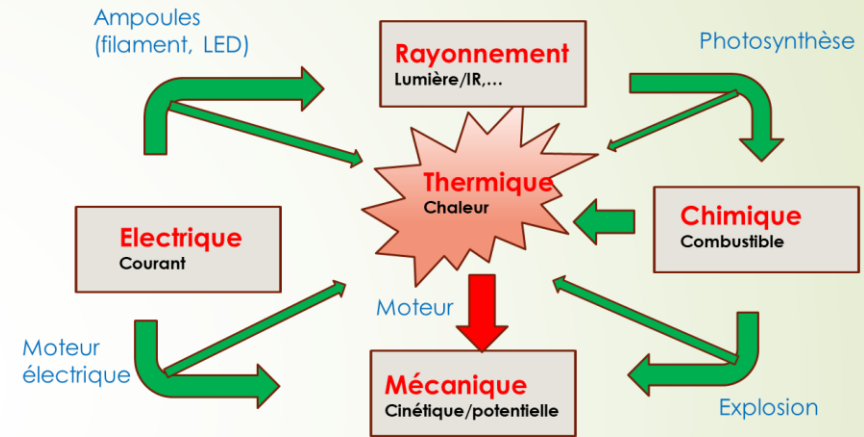 Ampoules
(filament, LED)
Rayonnement
Lumière/IR,...
Photosynthèse
Thermique
Chaleur
Electrique
Courant
Chimique
Combustible
Moteur
Moteur
électrique
Mécanique
Cinétique/potentielle
Explosion